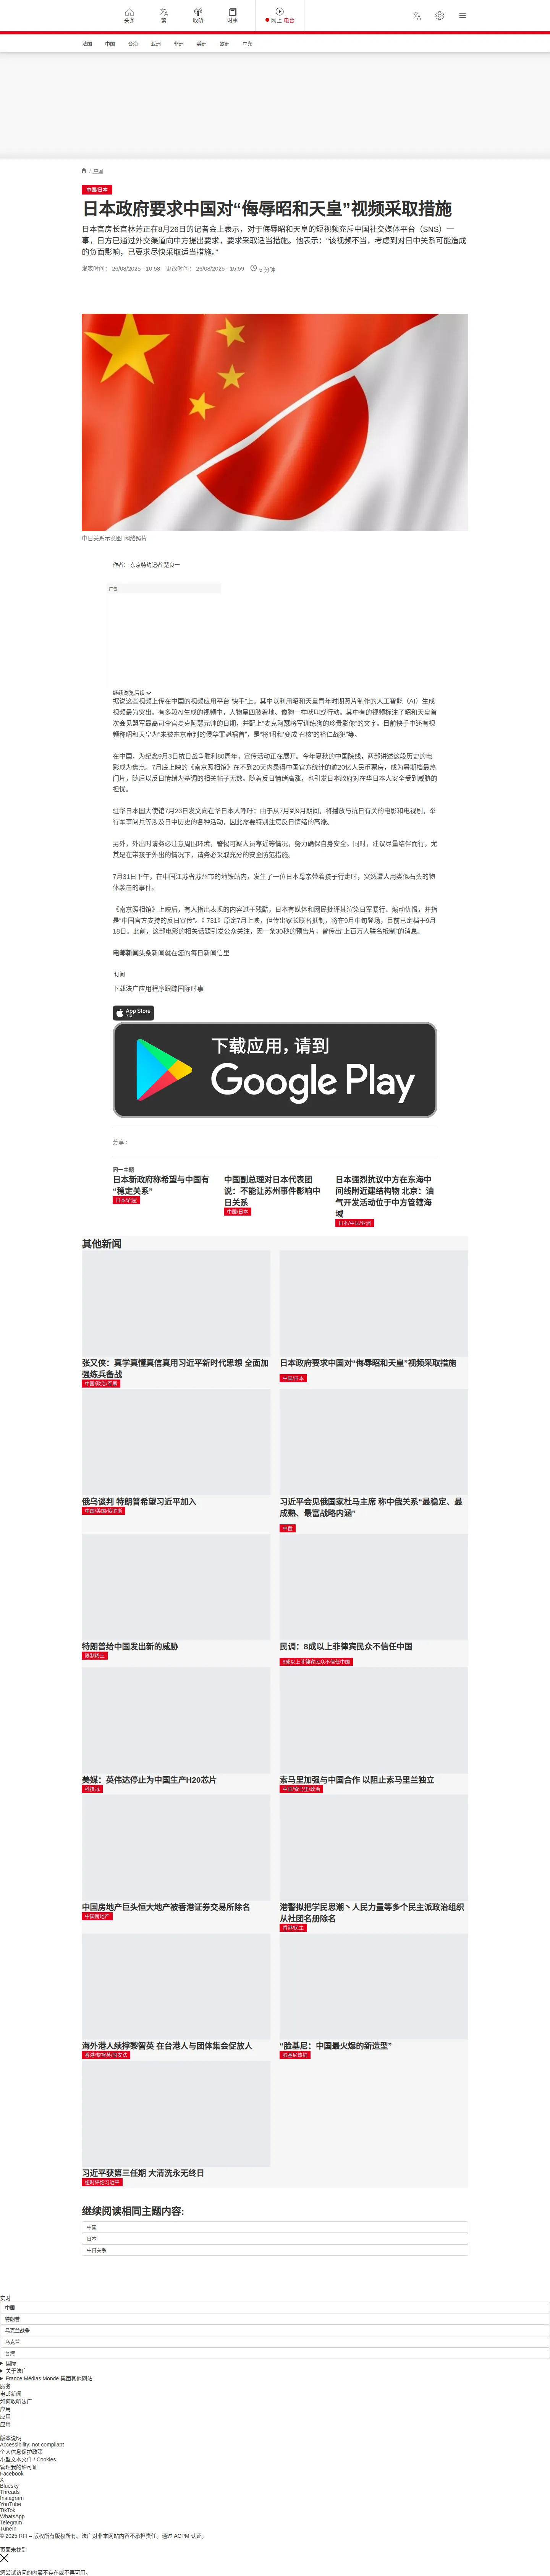 头条
繁
收听
时事
网上 电台
法国
中国
台海
亚洲
非洲
美洲
欧洲
中东
/ 中国
中国/日本
日本政府要求中国对“侮辱昭和天皇”视频采取措施
日本官房长官林芳正在8月26日的记者会上表示，对于侮辱昭和天皇的短视频充斥中国社交媒体平台（SNS）一
事，日方已通过外交渠道向中方提出要求，要求采取适当措施。他表示：“该视频不当，考虑到对日中关系可能造成
的负面影响，已要求尽快采取适当措施。”
发表时间： 26/08/2025 - 10:58 更改时间： 26/08/2025 - 15:59 5 分钟
中日关系示意图 网络照片
作者： 东京特约记者 楚良一
广告
继续浏览后续
据说这些视频上传在中国的视频应用平台“快手”上。其中以利用昭和天皇青年时期照片制作的人工智能（AI）生成
视频最为突出。有多段AI生成的视频中，人物呈四肢着地、像狗一样吠叫或行动。其中有的视频标注了昭和天皇首
次会见盟军最高司令官麦克阿瑟元帅的日期，并配上“麦克阿瑟将军训练狗的珍贵影像”的文字。目前快手中还有视
频称昭和天皇为“未被东京审判的侵华罪魁祸首”，是“将‘昭和’变成‘召核’的裕仁战犯”等。
在中国，为纪念9月3日抗日战争胜利80周年，宣传活动正在展开。今年夏秋的中国院线，两部讲述这段历史的电
影成为焦点。7月底上映的《南京照相馆》在不到20天内录得中国官方统计的逾20亿人民币票房，成为暑期档最热
门片，随后以反日情绪为基调的相关帖子无数。随着反日情绪高涨，也引发日本政府对在华日本人安全受到威胁的
担忧。
驻华日本国大使馆7月23日发文向在华日本人呼吁：由于从7月到9月期间，将播放与抗日有关的电影和电视剧，举
行军事阅兵等涉及日中历史的各种活动，因此需要特别注意反日情绪的高涨。
另外，外出时请务必注意周围环境，警惕可疑人员靠近等情况，努力确保自身安全。同时，建议尽量结伴而行，尤
其是在带孩子外出的情况下，请务必采取充分的安全防范措施。
7月31日下午，在中国江苏省苏州市的地铁站内，发生了一位日本母亲带着孩子行走时，突然遭人用类似石头的物
体袭击的事件。
《南京照相馆》上映后，有人指出表现的内容过于残酷，日本有媒体和网民批评其渲染日军暴行、煽动仇恨，并指
是“中国官方支持的反日宣传”。《 731》原定7月上映，但传出家长联名抵制，将在9月中旬登场，目前已定档于9月
18日。此前，这部电影的相关话题引发公众关注，因一条30秒的预告片，曾传出“上百万人联名抵制”的消息。
电邮新闻头条新闻就在您的每日新闻信里
订阅
下载法广应用程序跟踪国际时事
App Store
下载应用，请到
Google Play
分享 :
同一主题
日本新政府称希望与中国有
“稳定关系”
日本/岩屋
中国副总理对日本代表团
说：不能让苏州事件影响中
日关系
中国/日本
日本强烈抗议中方在东海中
间线附近建结构物 北京：油
气开发活动位于中方管辖海
域
日本/中国/亚洲
其他新闻
张又侠：真学真懂真信真用习近平新时代思想 全面加
强练兵备战
中国/政治/军事
日本政府要求中国对“侮辱昭和天皇”视频采取措施
中国/日本
俄乌谈判 特朗普希望习近平加入
中国/美国/俄罗斯
习近平会见俄国家杜马主席 称中俄关系“最稳定、最
成熟、最富战略内涵“
中俄
特朗普给中国发出新的威胁
限制稀土
民调：8成以上菲律宾民众不信任中国
8成以上菲律宾民众不信任中国
美媒：英伟达停止为中国生产H20芯片
科技战
索马里加强与中国合作 以阻止索马里兰独立
中国/索马里/政治
中国房地产巨头恒大地产被香港证券交易所除名
中国房地产
港警拟把学民思潮丶人民力量等多个民主派政治组织
从社团名册除名
香港/民主
海外港人续撑黎智英 在台港人与团体集会促放人
香港/黎智英/国安法
“脸基尼：中国最火爆的新造型”
脸基尼热销
习近平获第三任期 大清洗永无终日
纽时评论习近平
继续阅读相同主题内容:
中国
日本
中日关系
实时
中国
特朗普
乌克兰战争
乌克兰
台湾
国际
关于法广
France Médias Monde 集团其他网站
服务
电邮新闻
如何收听法广
应用
应用
应用
版本说明
Accessibility: not compliant
个人信息保护政策
小型文本文件 / Cookies
管理我的许可证
Facebook
X
Bluesky
Threads
Instagram
YouTube
TikTok
WhatsApp
Telegram
TuneIn
© 2025 RFI – 版权所有版权所有。法广对非本网站内容不承担责任。通过 ACPM 认证。
页面未找到
您尝试访问的内容不存在或不再可用。